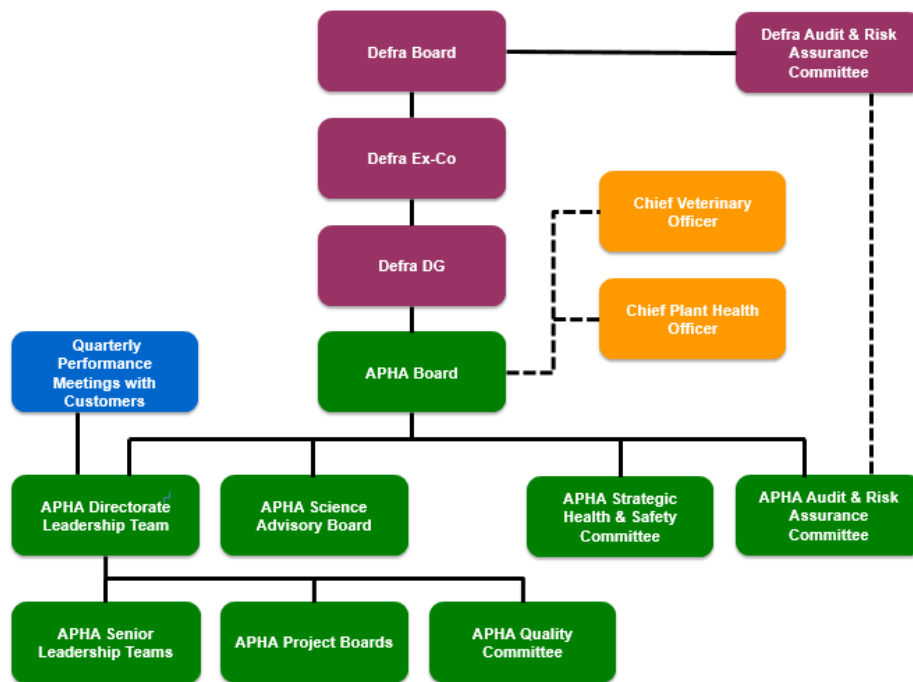 Defra Board
Defra Audit & Risk
Assurance
Committee
Defra Ex-Co
Chief Veterinary
Officer
Defra DG
Chief Plant Health
Officer
Quarterly
Performance
Meetings with
Customers
APHA Board
APHA Directorate
Leadership Team
APHA Science
Advisory Board
APHA Strategic
Health & Safety
Committee
APHA Audit & Risk
Assurance
Committee
APHA Senior
Leadership Teams
APHA Project Boards
APHA Quality
Committee